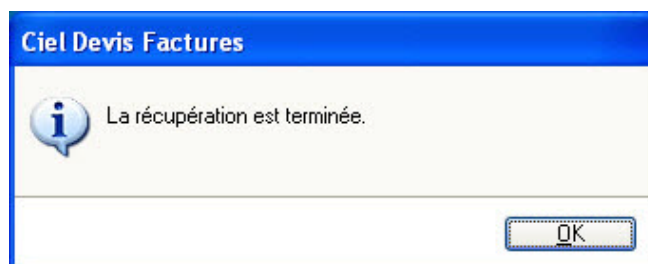 Ciel Devis Factures
La récupération est terminée.
OK